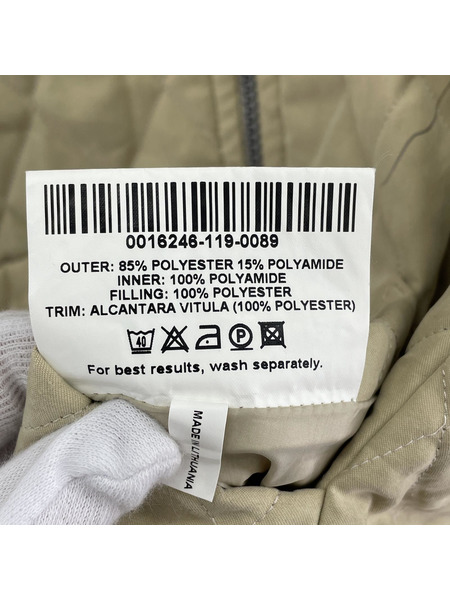 0016246-119-0089
OUTER: 85% POLYESTER 15% POLYAMIDE
INNER: 100% POLYAMIDE
FILLING: 100% POLYESTER
TRIM: ALCANTARA VITULA (100% POLYESTER)
40 P
For best results, wash separately.
MADE IN LITHUANIA